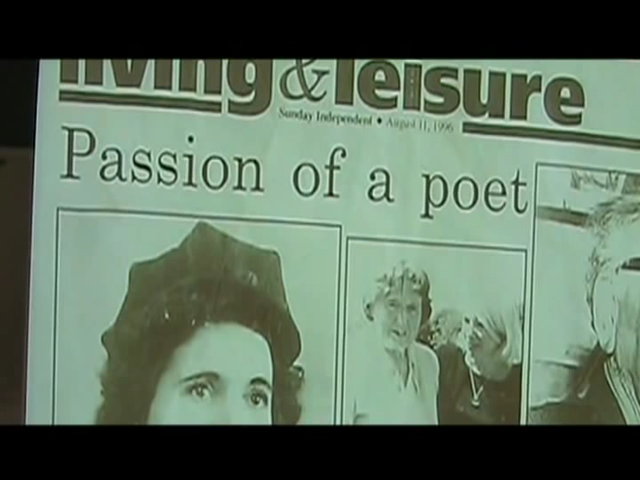 living & leisure
Sunday Independent • August 11, 1996
Passion of a poet